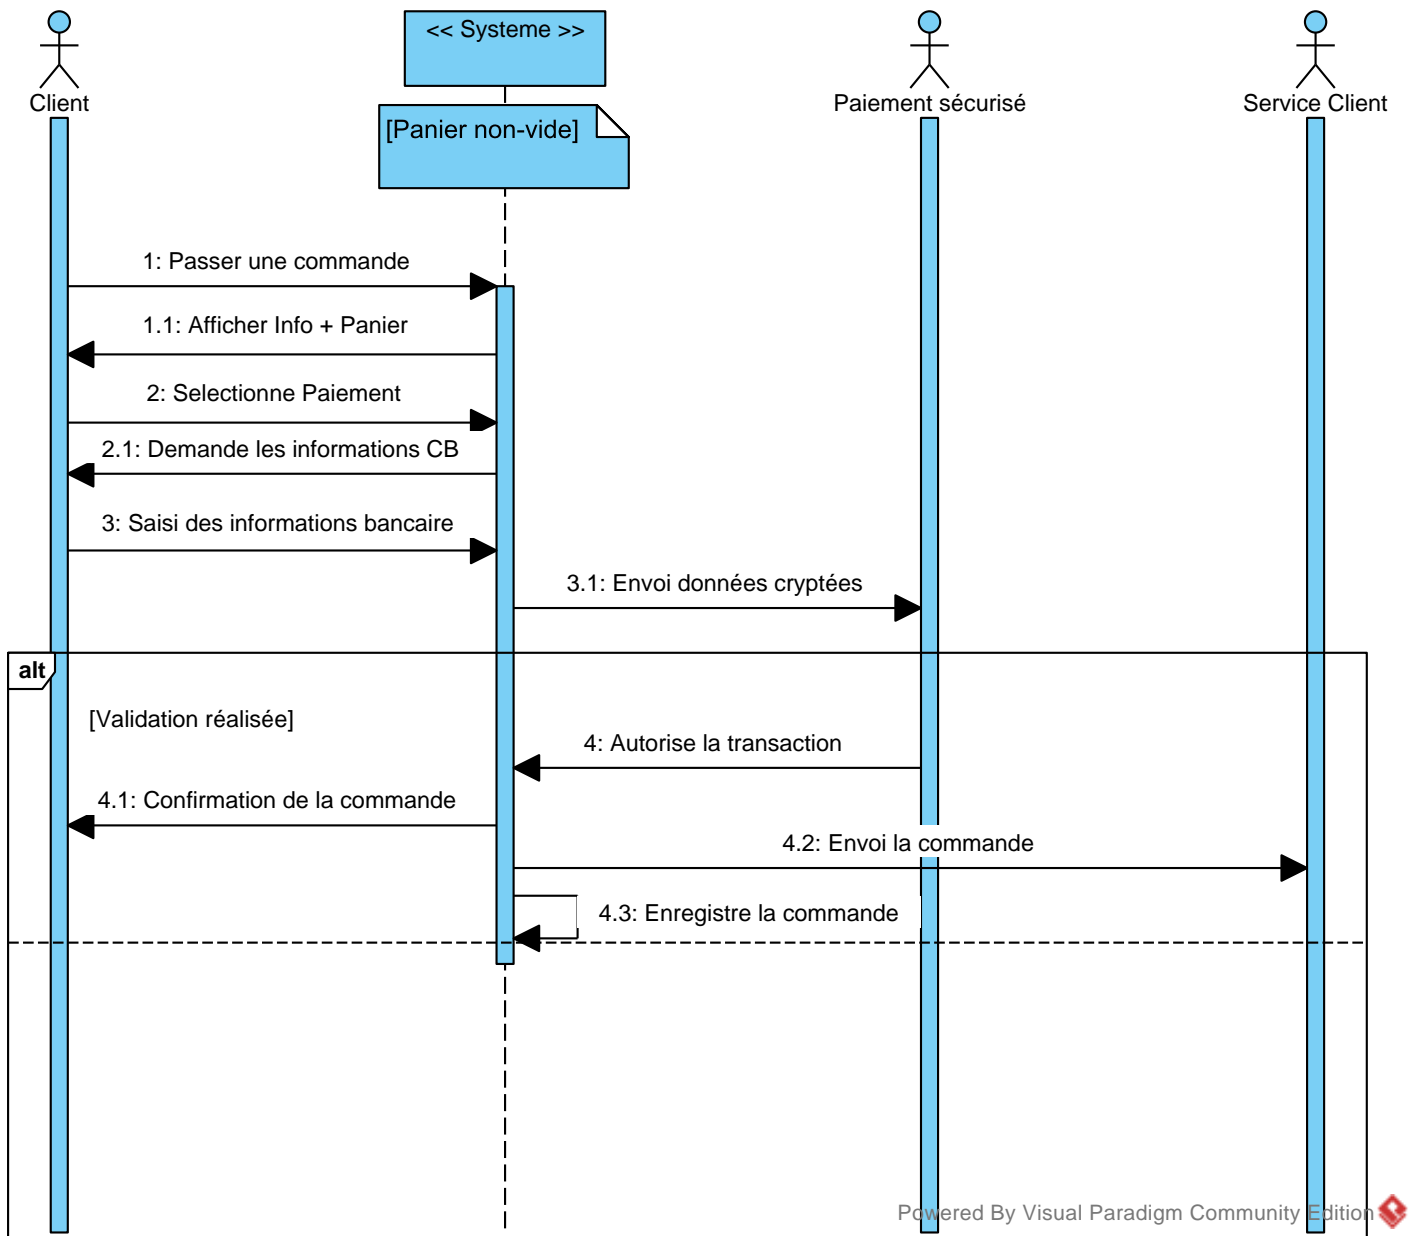 << Systeme >>
Client
Paiement sécurisé
Service Client
[Panier non-vide]
1: Passer une commande
1.1: Afficher Info + Panier
2: Selectionne Paiement
2.1: Demande les informations CB
3: Saisi des informations bancaire
3.1: Envoi données cryptées
alt
[Validation réalisée]
4: Autorise la transaction
4.1: Confirmation de la commande
4.2: Envoi la commande
4.3: Enregistre la commande
Powered By Visual Paradigm Community Edition